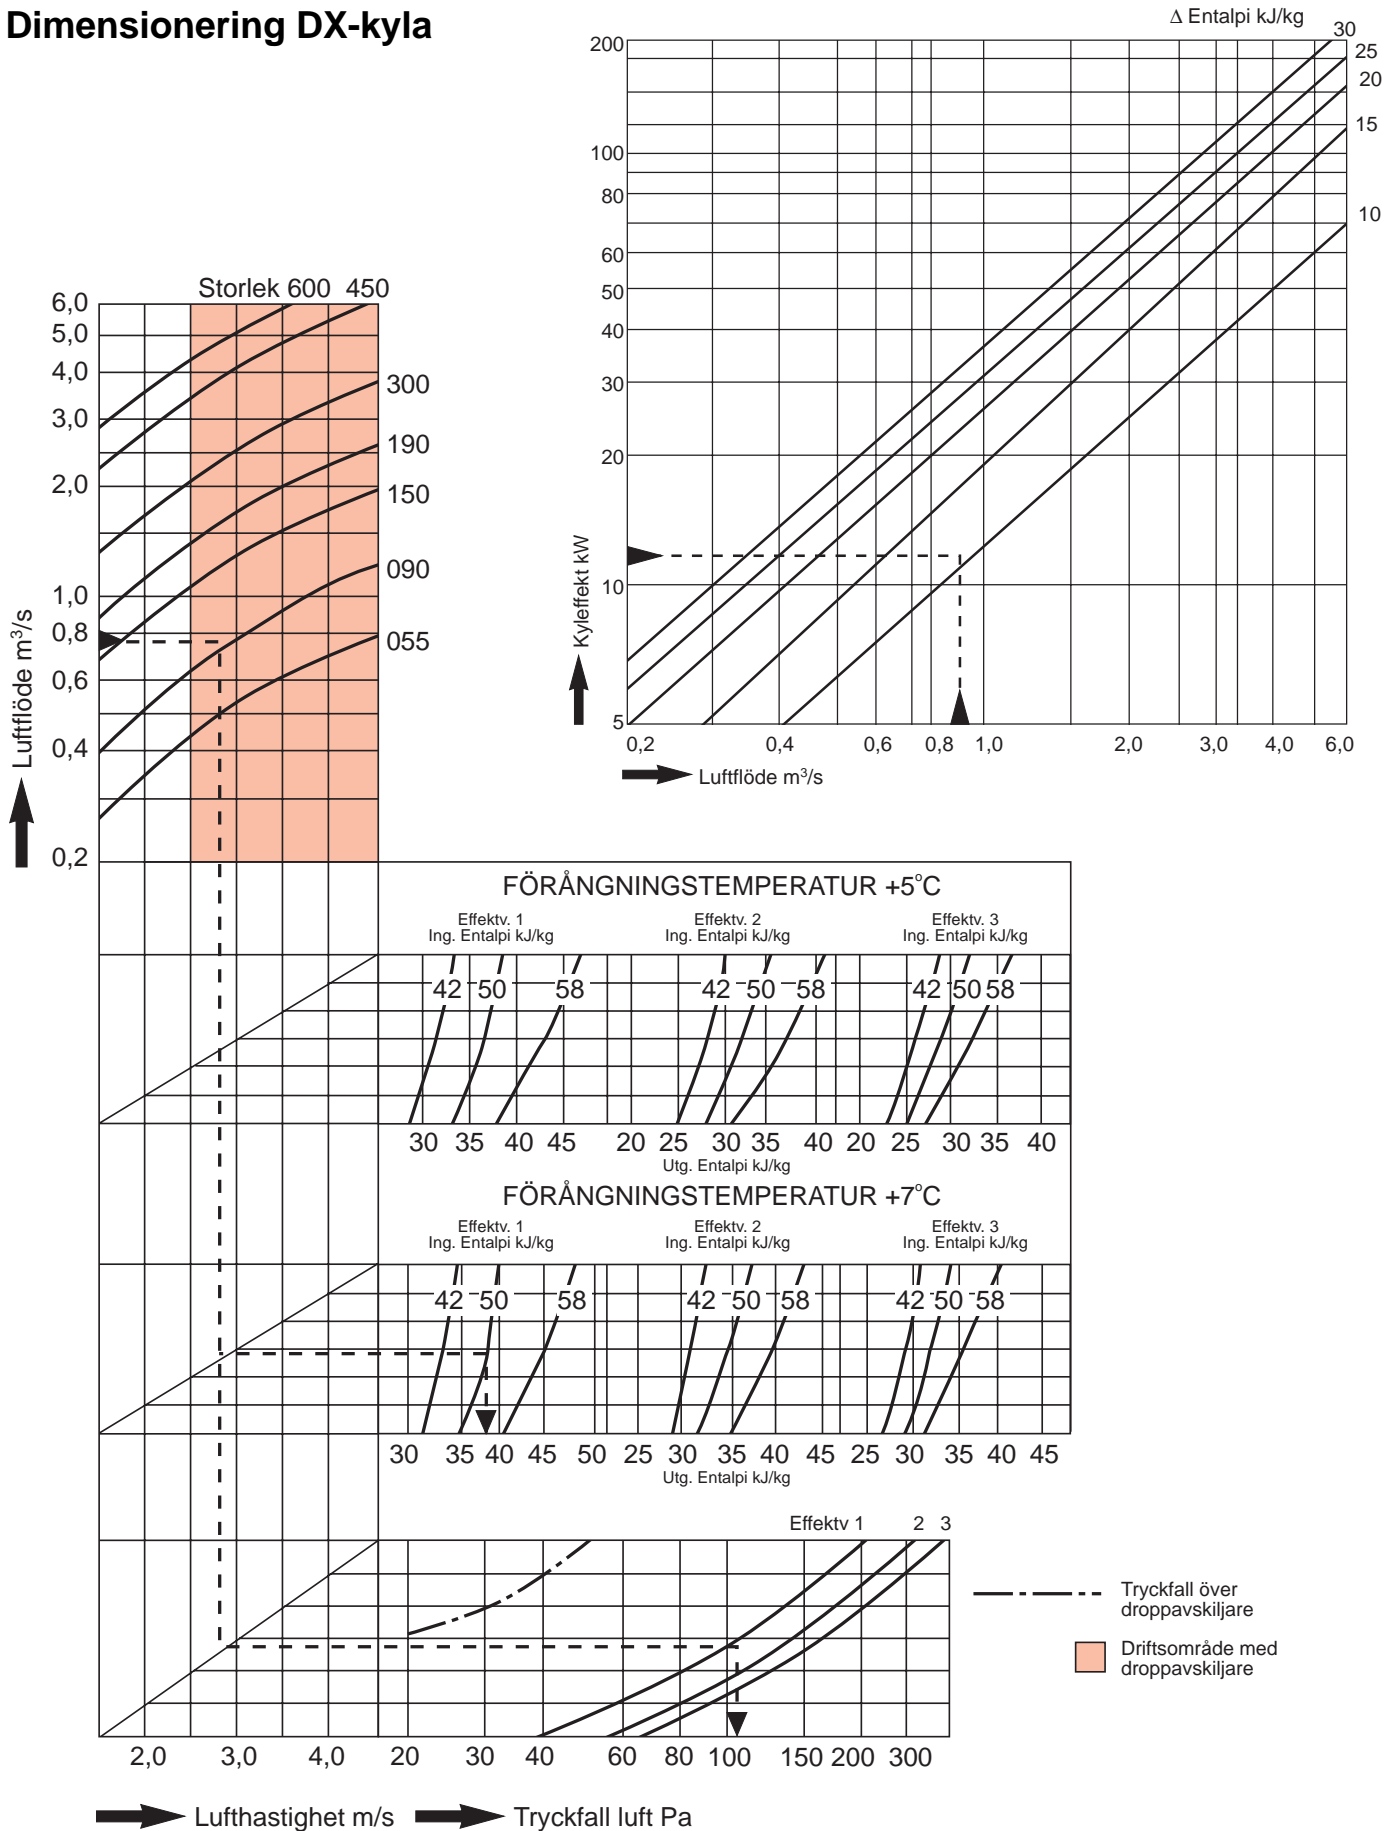 Dimensionering DX-kyla
Δ Entalpi kJ/kg
30
25
20
15
10
200
100
80
60
50
40
30
20
10
5
Kyleffekt kW
0,2 0,4 0,6 0,8 1,0 2,0 3,0 4,0 6,0
Luftflöde m³/s
Storlek 600 450
300
190
150
090
055
6,0
5,0
4,0
3,0
2,0
1,0
0,8
0,6
0,4
0,2
Luftflöde m³/s
FÖRÅNGNINGSTEMPERATUR +5°C
Effektv. 1 Effektv. 2 Effektv. 3
Ing. Entalpi kJ/kg Ing. Entalpi kJ/kg Ing. Entalpi kJ/kg
42 50 58 42 50 58 42 50 58
30 35 40 45 20 25 30 35 40 20 25 30 35 40
Utg. Entalpi kJ/kg
FÖRÅNGNINGSTEMPERATUR +7°C
Effektv. 1 Effektv. 2 Effektv. 3
Ing. Entalpi kJ/kg Ing. Entalpi kJ/kg Ing. Entalpi kJ/kg
42 50 58 42 50 58 42 50 58
30 35 40 45 50 25 30 35 40 45 25 30 35 40 45
Utg. Entalpi kJ/kg
Effektv 1 2 3
Tryckfall över
droppavskiljare
Driftsområde med
droppavskiljare
2,0 3,0 4,0 20 30 40 60 80 100 150 200 300
Lufthastighet m/s Tryckfall luft Pa